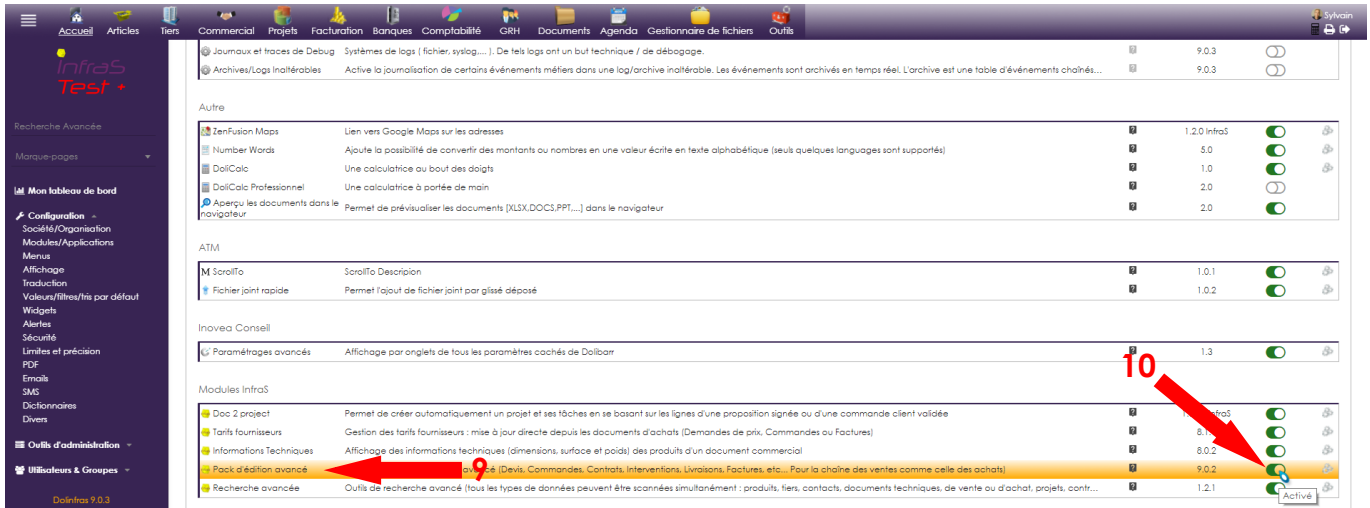 Accueil Articles Tiers Commercial Projets Facturation Banques Comptabilité GRH Documents Agenda Gestionnaire de fichiers Outils Sylvain
InfraS
Test +
Recherche Avancée
Marque-pages
Mon tableau de bord
Configuration
Société/Organisation
Modules/Applications
Menus
Affichage
Traduction
Valeurs/filtres/tris par défaut
Widgets
Alertes
Sécurité
Limites et précision
PDF
Emails
SMS
Dictionnaires
Divers
Outils d'administration
Utilisateurs & Groupes
Dolinfras 9.0.3
Journaux et traces de Debug Systèmes de logs ( fichier, syslog,... ). De tels logs ont un but technique / de débogage. 9.0.3
Archives/Logs Inaltérables Active la journalisation de certains événements métiers dans une log/archive inaltérable. Les événements sont archivés en temps réel. L'archive est une table d'événements chaînés... 9.0.3
Autre
ZenFusion Maps Lien vers Google Maps sur les adresses 1.2.0 InfraS
Number Words Ajoute la possibilité de convertir des montants ou nombres en une valeur écrite en texte alphabétique (seuls quelques languages sont supportés) 5.0
DoliCalc Une calculatrice au bout des doigts 1.0
DoliCalc Professionnel Une calculatrice à portée de main 2.0
Aperçu les documents dans le
navigateur Permet de prévisualiser les documents [XLSX,DOCS,PPT,...] dans le navigateur 2.0
ATM
M ScrollTo ScrollTo Descripion 1.0.1
Fichier joint rapide Permet l'ajout de fichier joint par glissé déposé 1.0.2
Inovea Conseil
Paramétrages avancés Affichage par onglets de tous les paramètres cachés de Dolibarr 1.3
10
Modules InfraS
Doc 2 project Permet de créer automatiquement un projet et ses tâches en se basant sur les lignes d'une proposition signée ou d'une commande client validée
Tarifs fournisseurs Gestion des tarifs fournisseurs : mise à jour directe depuis les documents d'achats (Demandes de prix, Commandes ou Factures)
Informations Techniques Affichage des informations techniques (dimensions, surface et poids) des produits d'un document commercial 8.0.2
Pack d'édition avancé 9 (Devis, Commandes, Contrats, Interventions, Livraisons, Factures, etc... Pour la chaîne des ventes comme celle des achats) 9.0.2
Recherche avancée Outils de recherche avancé (tous les types de données peuvent être scannées simultanément : produits, tiers, contacts, documents techniques, de vente ou d'achat, projets, contr... 1.2.1
Activé